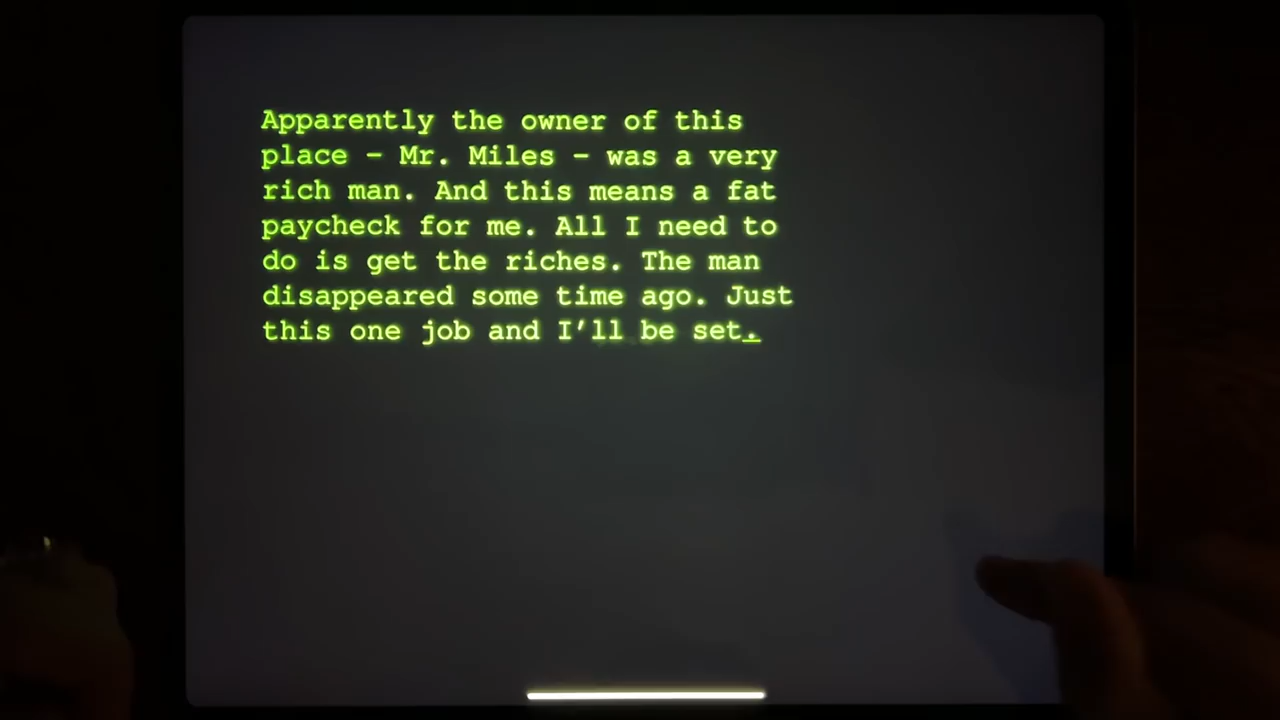 Apparently the owner of this
place – Mr. Miles – was a very
rich man. And this means a fat
paycheck for me. All I need to
do is get the riches. The man
disappeared some time ago. Just
this one job and I’ll be set.